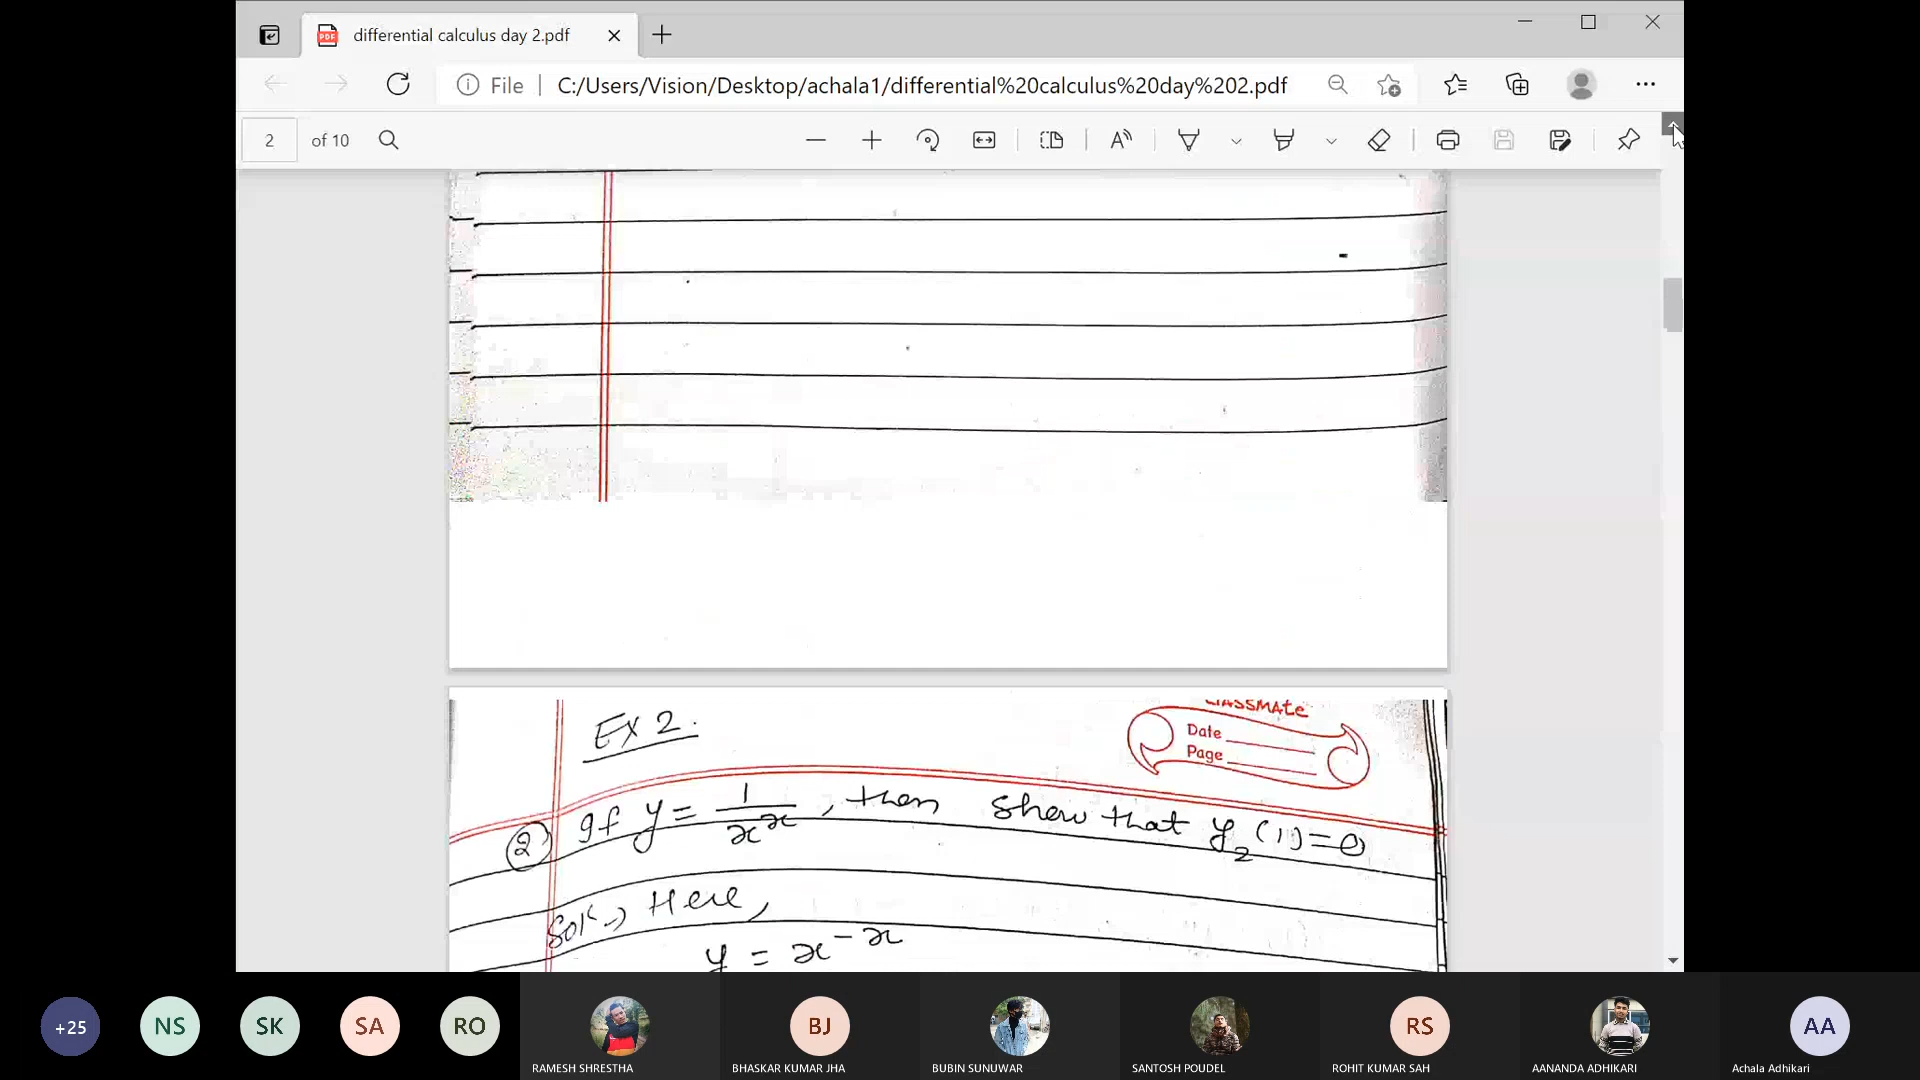 differential calculus day 2.pdf
File C:/Users/Vision/Desktop/achala1/differential%20calculus%20day%202.pdf
2 of 10
CLASSMATE
Date
Page
EX 2.
② If y = 1/x^x, then show that y₂(1)=0
Soln → Here,
y = x^-x
+25 NS SK SA RO BJ RS AA
RAMESH SHRESTHA BHASKAR KUMAR JHA BUBIN SUNUWAR SANTOSH POUDEL ROHIT KUMAR SAH AANANDA ADHIKARI Achala Adhikari